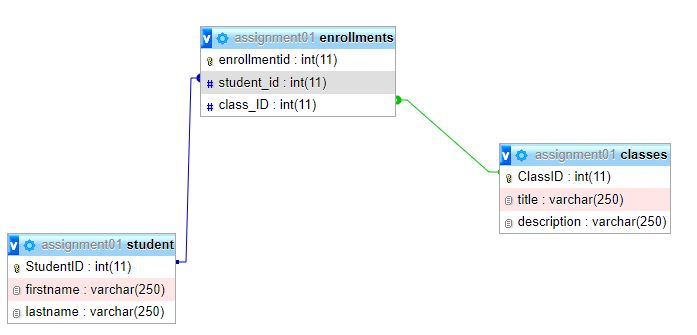 assignment01 enrollments
enrollmentid : int(11)
student_id : int(11)
class_ID : int(11)
assignment01 classes
ClassID : int(11)
title : varchar(250)
description : varchar(250)
assignment01 student
StudentID : int(11)
firstname : varchar(250)
lastname : varchar(250)